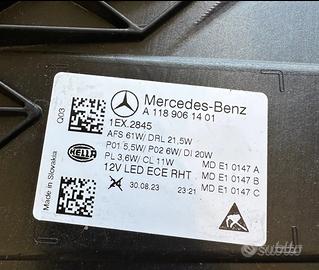 Mercedes-Benz
A 118 906 14 01
Q03
1EX.2845
AFS 61W/ DRL 21,5W
P01 5,5W/ P02 6W/ DI 20W
PL 3,6W/ CL 11W
12V LED ECE RHT
MD E1 0147 A
MD E1 0147 B
MD E1 0147 C
HELLA
Made in Slovakia
30.08.23 23:21
subito